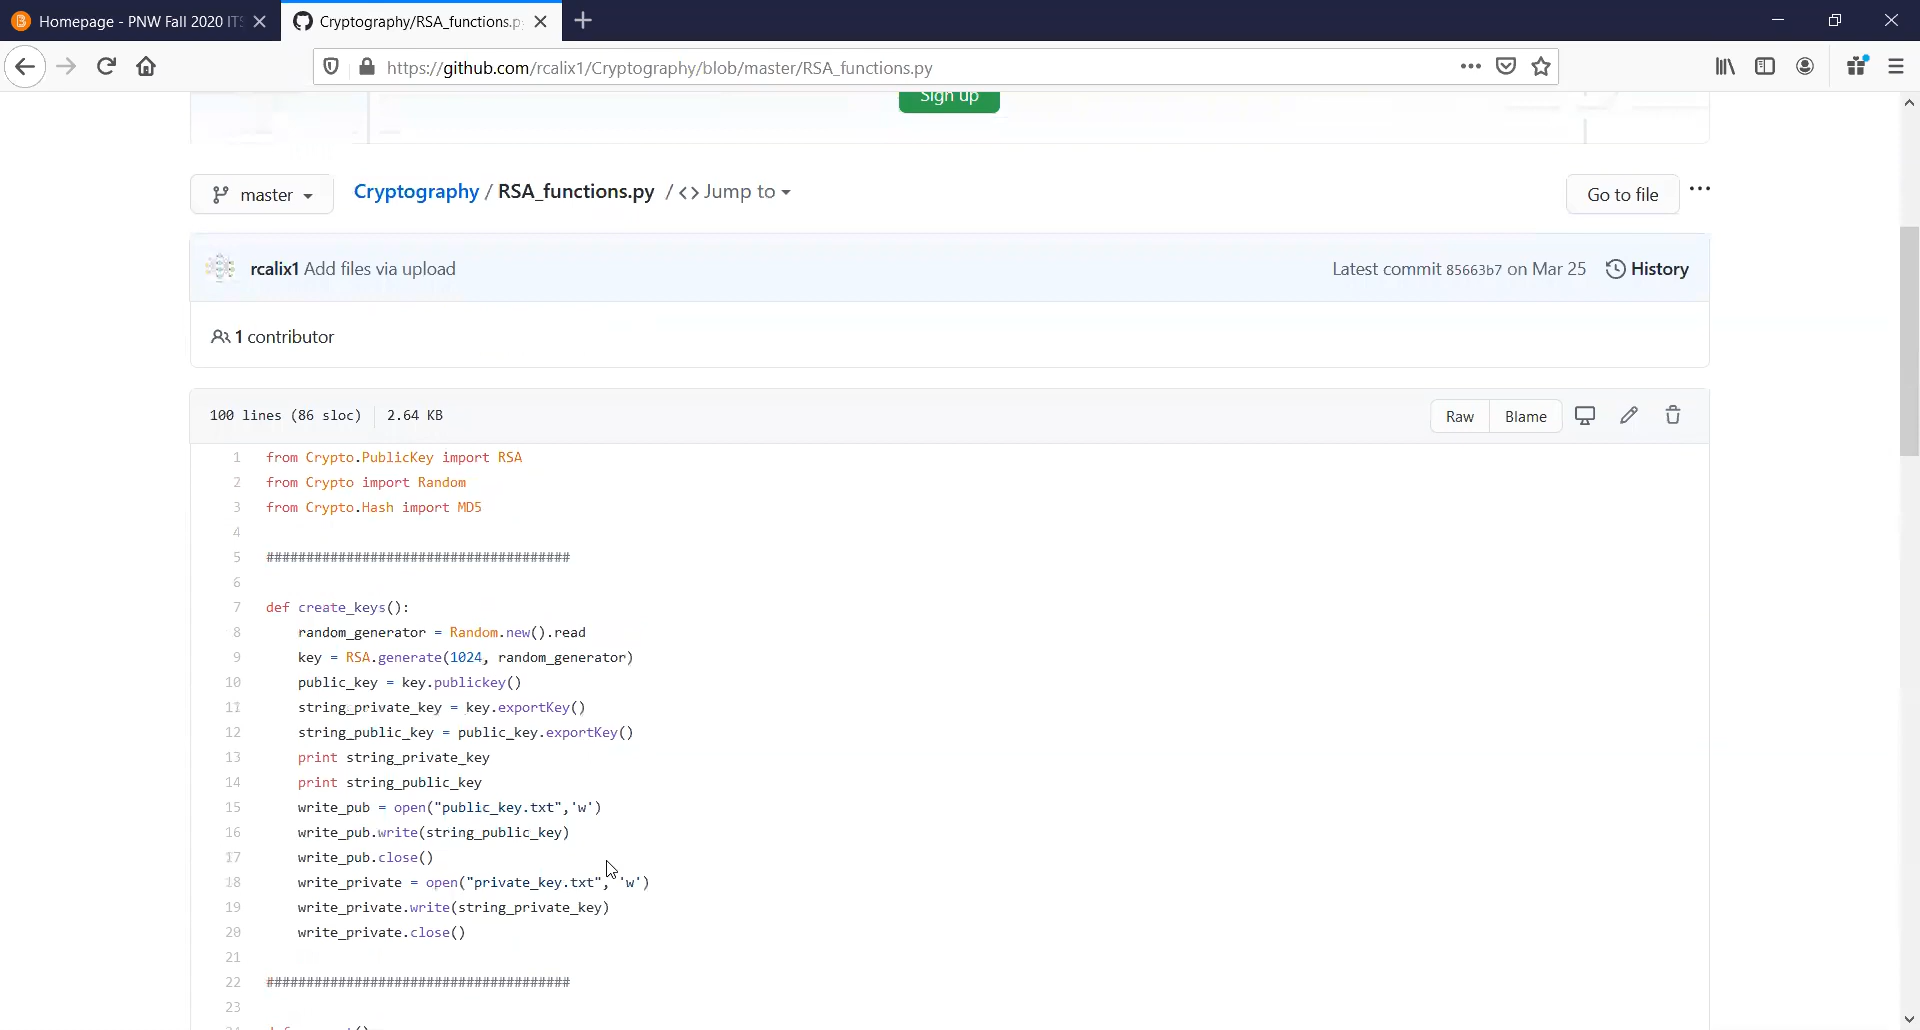 Homepage - PNW Fall 2020 ITS
Cryptography/RSA_functions.p
https://github.com/rcalix1/Cryptography/blob/master/RSA_functions.py
Sign up
master
Cryptography / RSA_functions.py / <> Jump to
Go to file
rcalix1 Add files via upload
Latest commit 85663b7 on Mar 25 History
1 contributor
100 lines (86 sloc) 2.64 KB
Raw Blame
1 from Crypto.PublicKey import RSA
2 from Crypto import Random
3 from Crypto.Hash import MD5
4
5 ######################################
6
7 def create_keys():
8 random_generator = Random.new().read
9 key = RSA.generate(1024, random_generator)
10 public_key = key.publickey()
11 string_private_key = key.exportKey()
12 string_public_key = public_key.exportKey()
13 print string_private_key
14 print string_public_key
15 write_pub = open("public_key.txt",'w')
16 write_pub.write(string_public_key)
17 write_pub.close()
18 write_private = open("private_key.txt", 'w')
19 write_private.write(string_private_key)
20 write_private.close()
21
22 ######################################
23